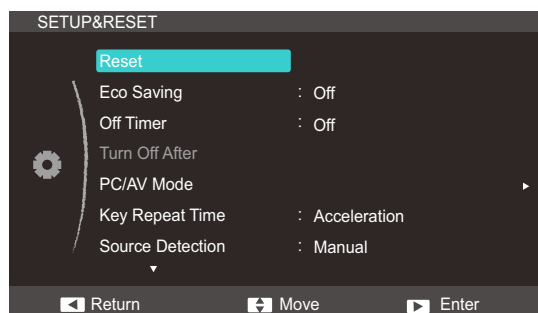 SETUP&RESET
Reset
Eco Saving : Off
Off Timer : Off
Turn Off After
PC/AV Mode
Key Repeat Time : Acceleration
Source Detection : Manual
Return Move Enter